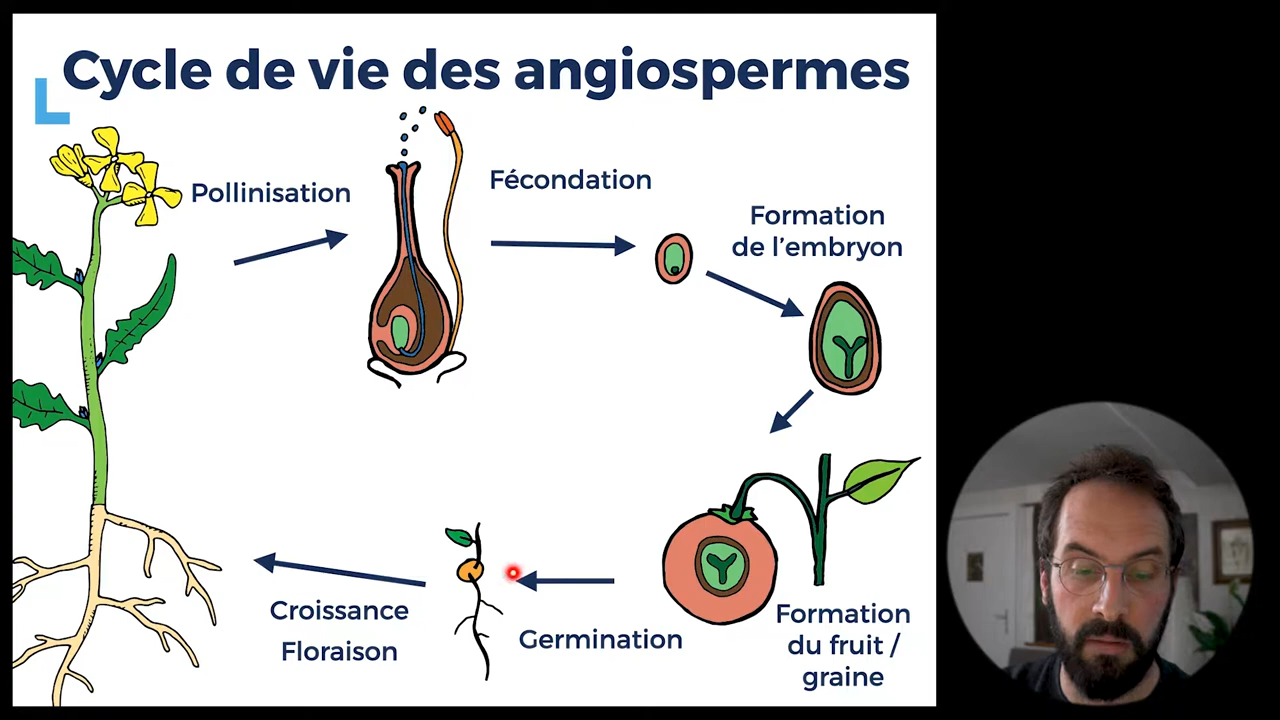 Cycle de vie des angiospermes
Pollinisation
Fécondation
Formation
de l'embryon
Formation
du fruit /
graine
Germination
Croissance
Floraison